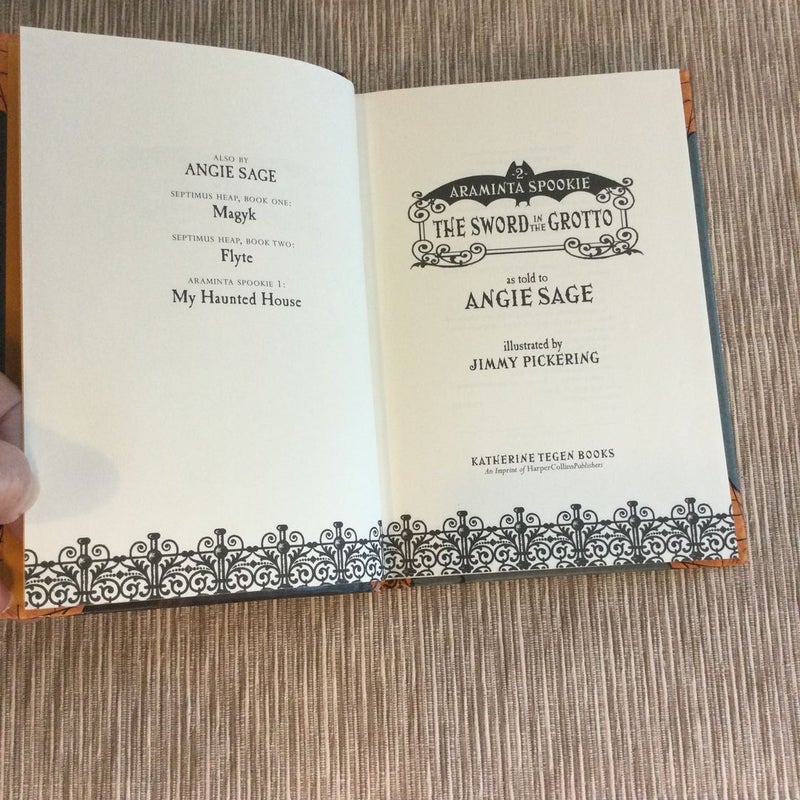 ALSO BY
ANGIE SAGE
SEPTIMUS HEAP, BOOK ONE:
Magyk
SEPTIMUS HEAP, BOOK TWO:
Flyte
ARAMINTA SPOOKIE 1:
My Haunted House
-2-
ARAMINTA SPOOKIE
THE SWORD IN THE GROTTO
as told to
ANGIE SAGE
illustrated by
JIMMY PICKERING
KATHERINE TEGEN BOOKS
An Imprint of HarperCollinsPublishers